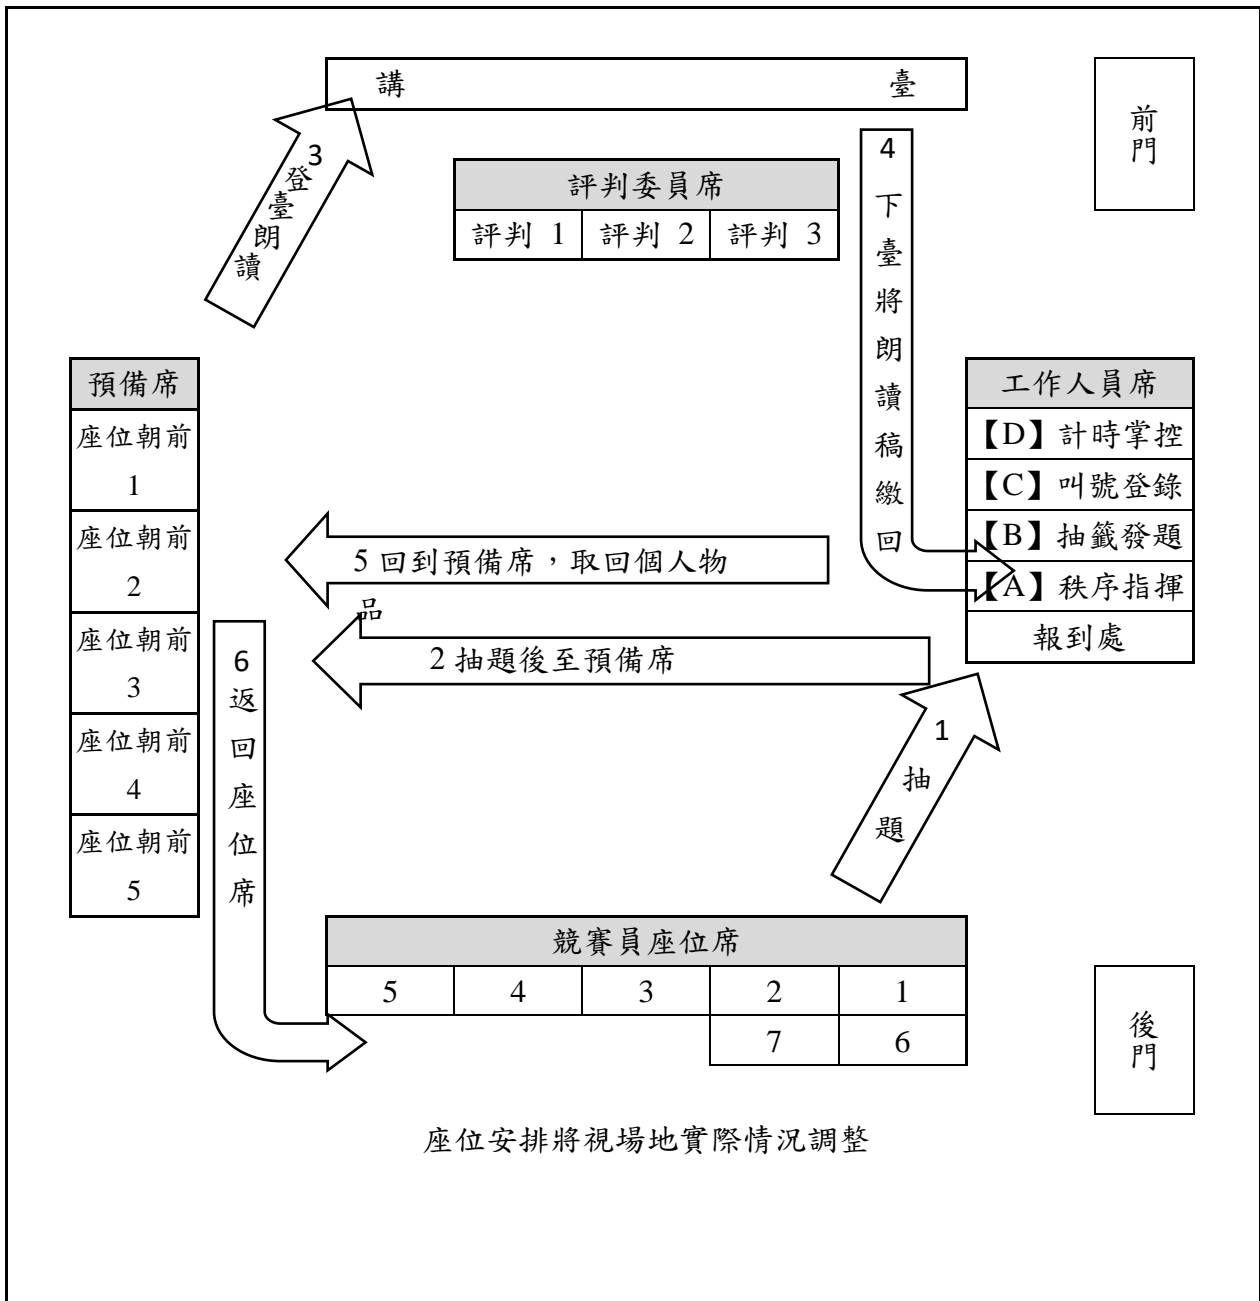 講臺
前門
3登臺朗讀
評判委員席
評判 1 評判 2 評判 3
4下臺將朗讀稿繳回
預備席
座位朝前
1
座位朝前
2
座位朝前
3
座位朝前
4
座位朝前
5
工作人員席
【D】計時掌控
【C】叫號登錄
【B】抽籤發題
【A】秩序指揮
報到處
5 回到預備席，取回個人物
品
2 抽題後至預備席
1抽題
6返回座位席
競賽員座位席
5 4 3 2 1
7 6
後門
座位安排將視場地實際情況調整